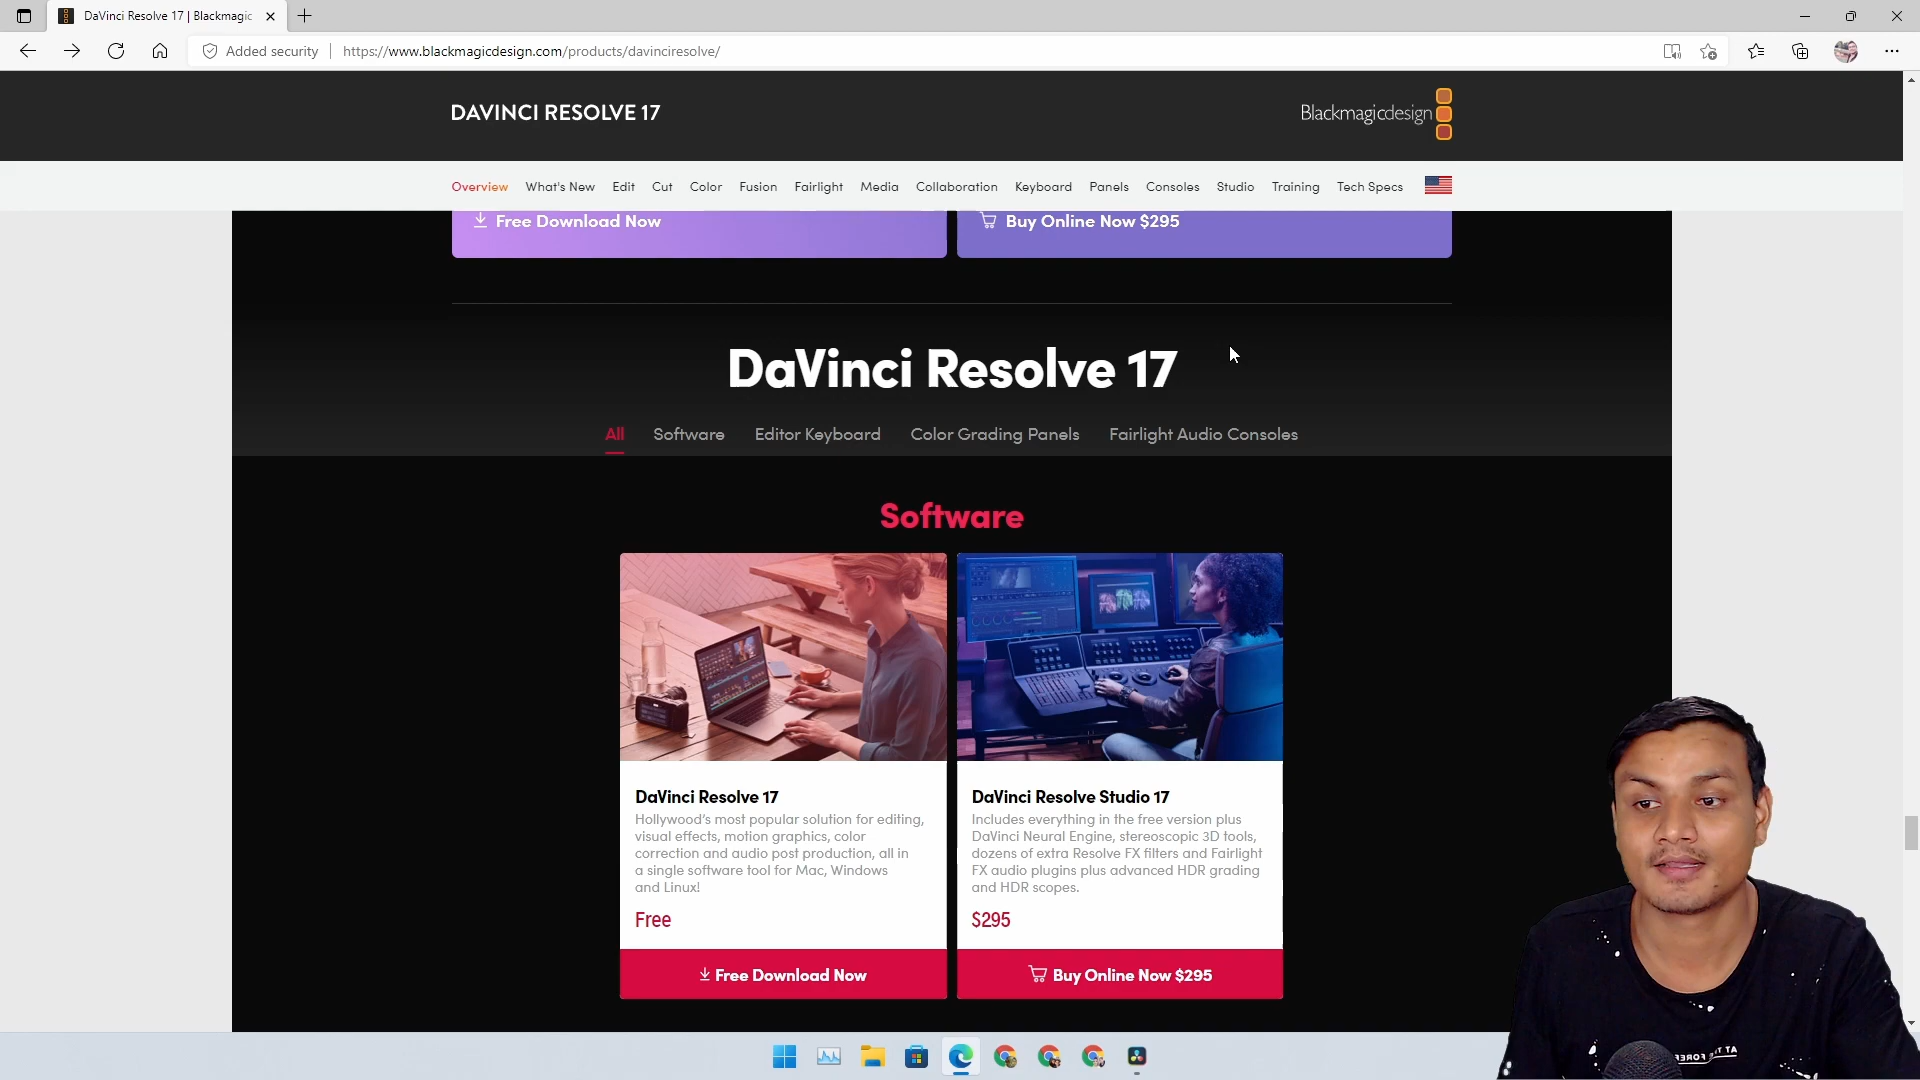 DaVinci Resolve 17 | Blackmagic
Added security
https://www.blackmagicdesign.com/products/davinciresolve/
DAVINCI RESOLVE 17
Blackmagicdesign
Overview What's New Edit Cut Color Fusion Fairlight Media Collaboration Keyboard Panels Consoles Studio Training Tech Specs
Free Download Now
Buy Online Now $295
DaVinci Resolve 17
All Software Editor Keyboard Color Grading Panels Fairlight Audio Consoles
Software
DaVinci Resolve 17
Hollywood's most popular solution for editing,
visual effects, motion graphics, color
correction and audio post production, all in
a single software tool for Mac, Windows
and Linux!
Free
Free Download Now
DaVinci Resolve Studio 17
Includes everything in the free version plus
DaVinci Neural Engine, stereoscopic 3D tools,
dozens of extra Resolve FX filters and Fairlight
FX audio plugins plus advanced HDR grading
and HDR scopes.
$295
Buy Online Now $295